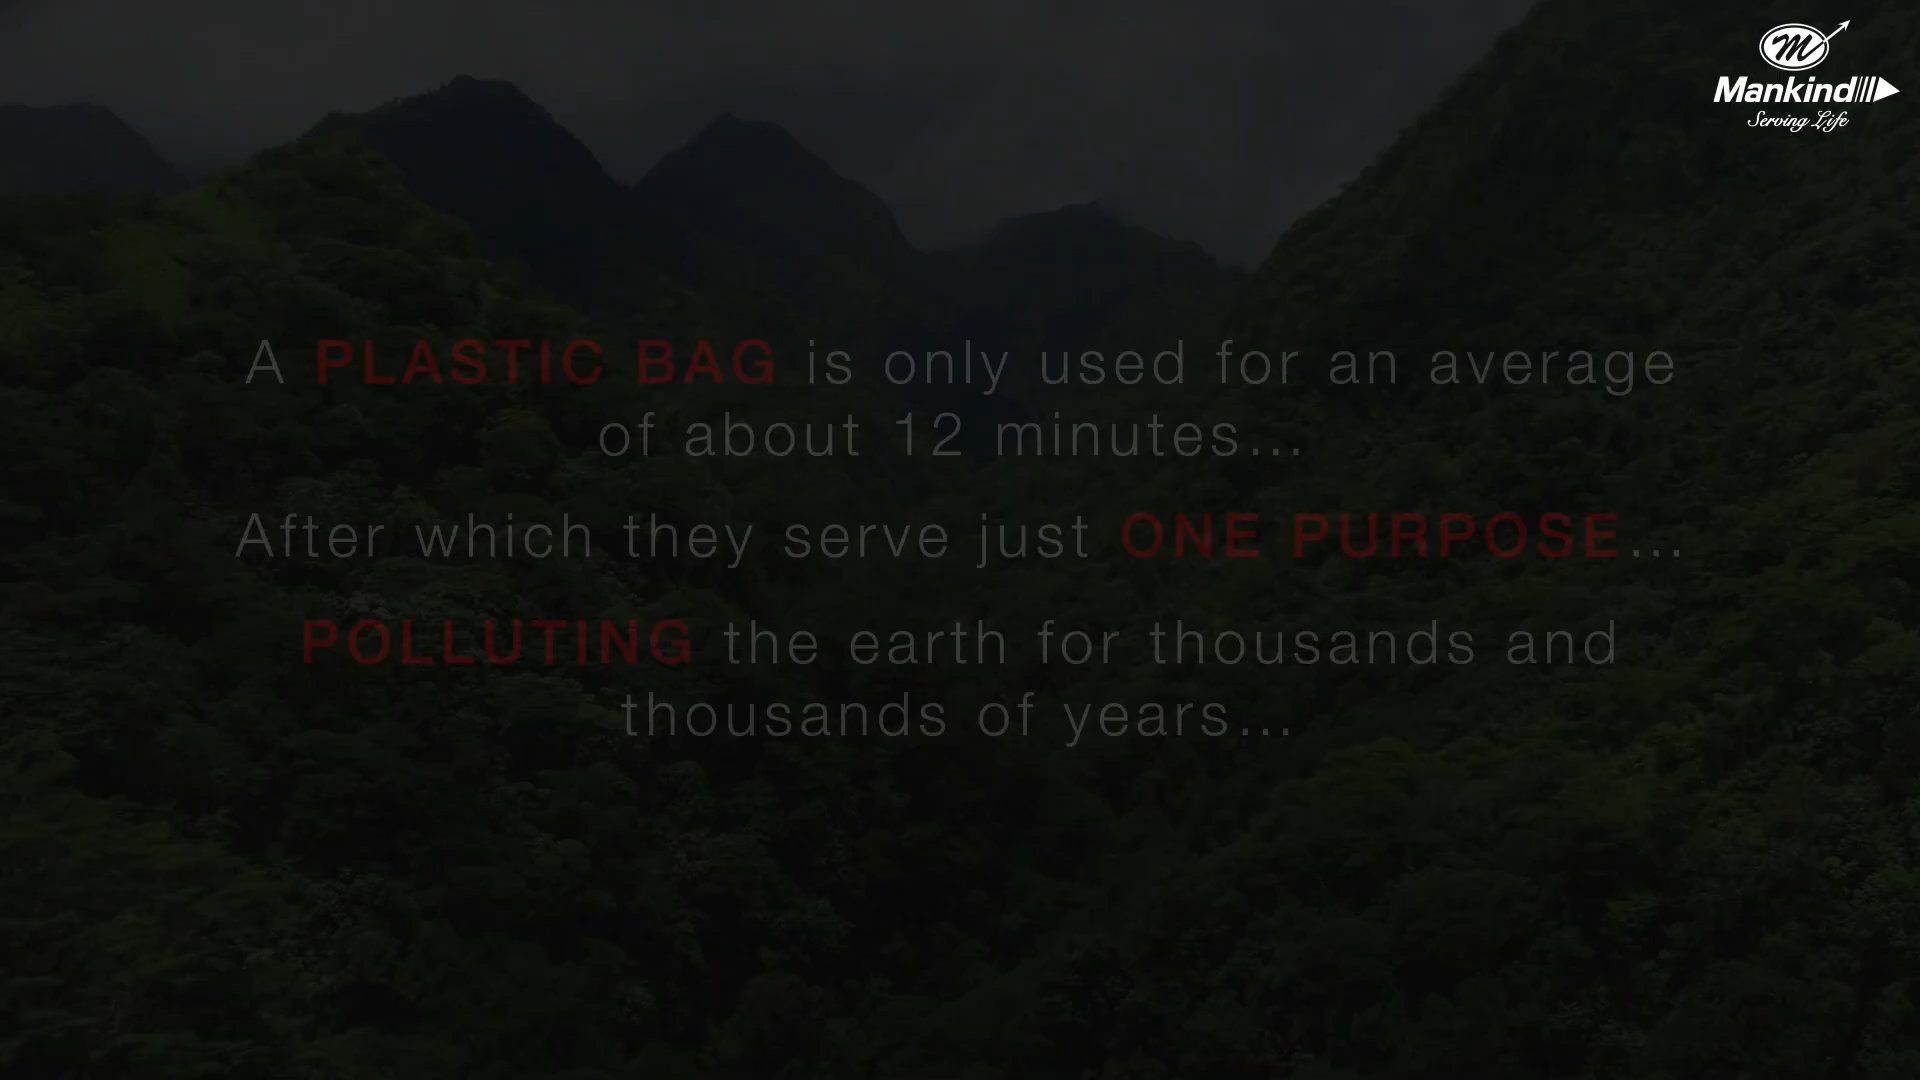 M
Mankind
Serving Life
A PLASTIC BAG is only used for an average
of about 12 minutes...
After which they serve just ONE PURPOSE...
POLLUTING the earth for thousands and
thousands of years...